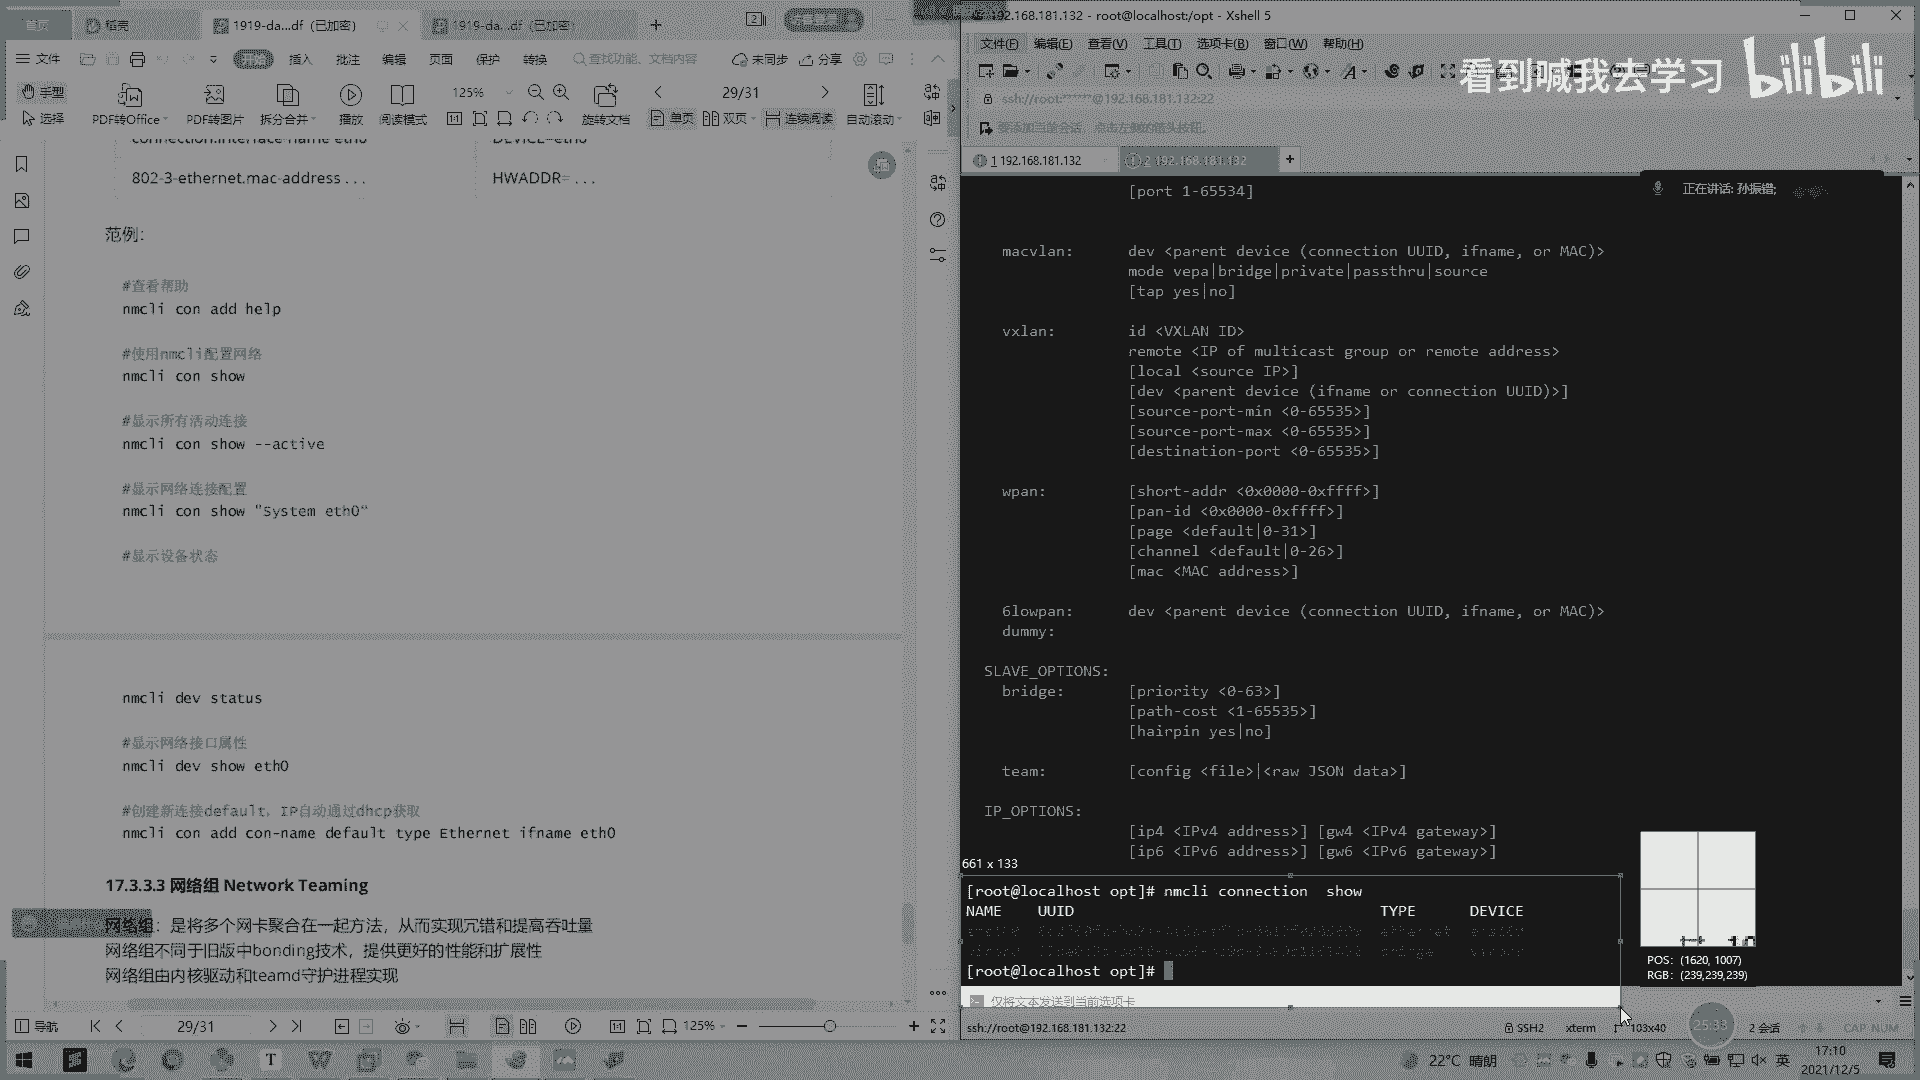 首页
稻壳
1919-da...df（已加密）
1919-da...df（已加密）
文件
开始
插入
批注
编辑
页面
保护
转换
查找功能、文档内容
未同步
分享
手型
选择
PDF转Office
PDF转图片
拆分合并
播放
阅读模式
125%
旋转文档
29/31
单页
双页
连续阅读
自动滚动
connection.interface-name eth0
DEVICE=eth0
802-3-ethernet.mac-address . . .
HWADDR= . . .
范例:
#查看帮助
nmcli con add help
#使用nmcli配置网络
nmcli con show
#显示所有活动连接
nmcli con show --active
#显示网络连接配置
nmcli con show "System eth0"
#显示设备状态
nmcli dev status
#显示网络接口属性
nmcli dev show eth0
#创建新连接default，IP自动通过dhcp获取
nmcli con add con-name default type Ethernet ifname eth0
17.3.3.3 网络组 Network Teaming
网络组：是将多个网卡聚合在一起方法，从而实现冗错和提高吞吐量
网络组不同于旧版中bonding技术，提供更好的性能和扩展性
网络组由内核驱动和teamd守护进程实现
导航
29/31
125%
192.168.181.132 - root@localhost:/opt - Xshell 5
文件(F) 编辑(E) 查看(V) 工具(T) 选项卡(B) 窗口(W) 帮助(H)
看到喊我去学习 bilibili
ssh://root:******@192.168.181.132:22
要添加当前会话，点击左侧的箭头按钮。
1 192.168.181.132
2 192.168.181.132
正在讲话: 孙振锴;
[port 1-65534]
macvlan: dev <parent device (connection UUID, ifname, or MAC)>
mode vepa|bridge|private|passthru|source
[tap yes|no]
vxlan: id <VXLAN ID>
remote <IP of multicast group or remote address>
[local <source IP>]
[dev <parent device (ifname or connection UUID)>]
[source-port-min <0-65535>]
[source-port-max <0-65535>]
[destination-port <0-65535>]
wpan: [short-addr <0x0000-0xffff>]
[pan-id <0x0000-0xffff>]
[page <default|0-31>]
[channel <default|0-26>]
[mac <MAC address>]
6lowpan: dev <parent device (connection UUID, ifname, or MAC)>
dummy:
SLAVE_OPTIONS:
bridge: [priority <0-63>]
[path-cost <1-65535>]
[hairpin yes|no]
team: [config <file>|<raw JSON data>]
IP_OPTIONS:
[ip4 <IPv4 address>] [gw4 <IPv4 gateway>]
[ip6 <IPv6 address>] [gw6 <IPv6 gateway>]
661 x 133
[root@localhost opt]# nmcli connection  show
NAME UUID TYPE DEVICE
[root@localhost opt]#
POS: (1620, 1007)
RGB: (239,239,239)
仅将文本发送到当前选项卡
ssh://root@192.168.181.132:22
SSH2
xterm
103x40
25:33
2 会话
CAP NUM
22°C 晴朗
英
17:10
2021/12/5